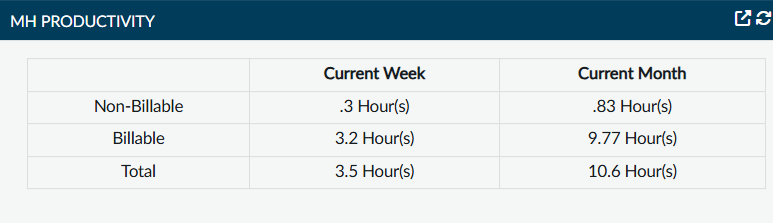 MH PRODUCTIVITY
Current Week Current Month
Non-Billable .3 Hour(s) .83 Hour(s)
Billable 3.2 Hour(s) 9.77 Hour(s)
Total 3.5 Hour(s) 10.6 Hour(s)